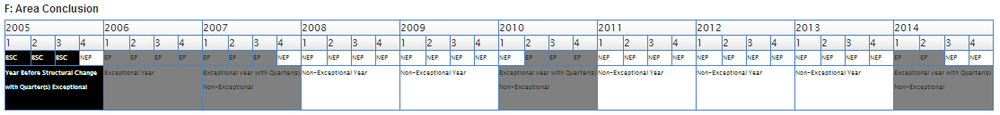 F: Area Conclusion
2005 2006 2007 2008 2009 2010 2011 2012 2013 2014
1 2 3 4 1 2 3 4 1 2 3 4 1 2 3 4 1 2 3 4 1 2 3 4 1 2 3 4 1 2 3 4 1 2 3 4 1 2 3 4
BSC BSC BSC NEP EP EP EP EP EP EP EP NEP NEP NEP NEP NEP NEP NEP NEP NEP NEP EP EP EP NEP NEP NEP NEP NEP NEP NEP NEP NEP NEP NEP NEP EP EP NEP NEP
Year Before Structural Change Exceptional Year Exceptional year with Quarter(s) Non-Exceptional Year Non-Exceptional Year Exceptional year with Quarter(s) Non-Exceptional Year Non-Exceptional Year Non-Exceptional Year Exceptional year with Quarter(s)
with Quarter(s) Exceptional Non-Exceptional Non-Exceptional Non-Exceptional